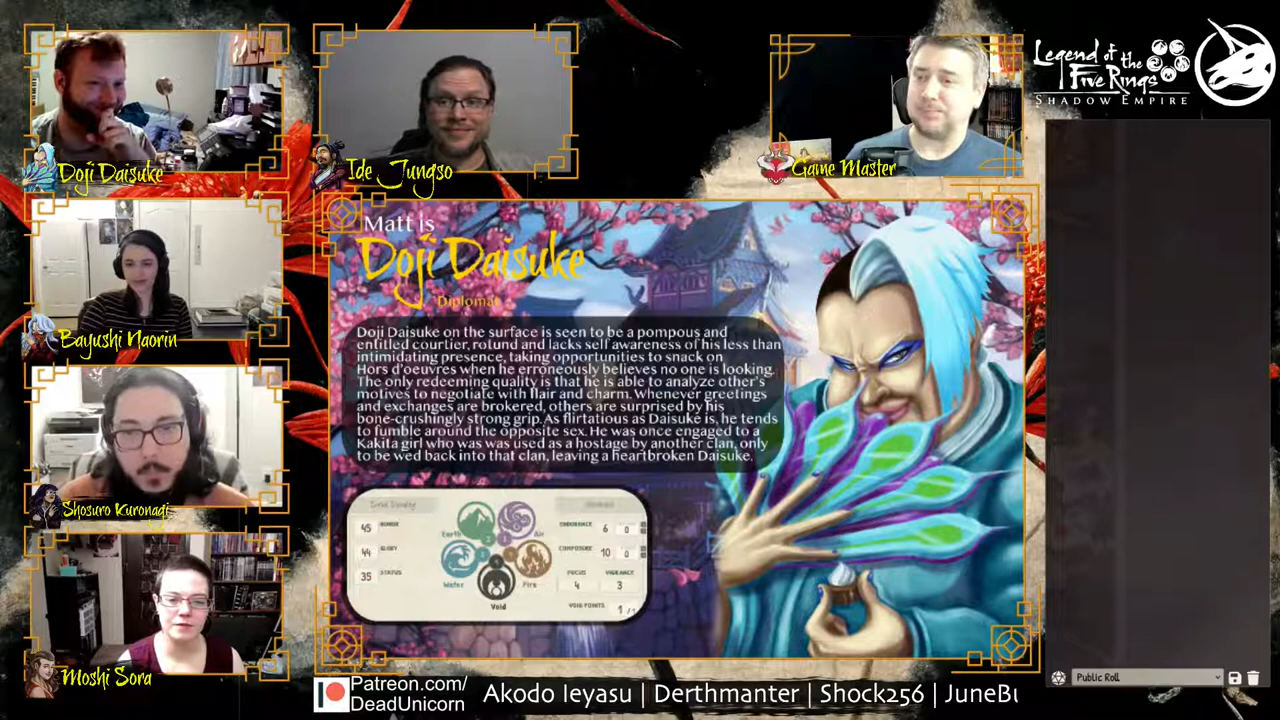 Legend of the
Five Rings
SHADOW EMPIRE
Doji Daisuke
Ide Jungso
Game Master
Bayushi Naorin
Shosuro Kuronagi
Moshi Sora
Matt is
Doji Daisuke
Diplomat
Doji Daisuke on the surface is seen to be a pompous and
entitled courtier, rotund and lacks self awareness of his less than
intimidating presence, taking opportunities to snack on
Hors d'oeuvres when he erroneously believes no one is looking.
The only redeeming quality is that he is able to analyze other's
motives to negotiate with flair and charm. Whenever greetings
and exchanges are brokered, others are surprised by his
bone-crushingly strong grip. As flirtatious as Daisuke is, he tends
to fumble around the opposite sex. He was once engaged to a
Kakita girl who was was used as a hostage by another clan, only
to be wed back into that clan, leaving a heartbroken Daisuke.
45 HONOR
44 GLORY
35 STATUS
Earth
Air
Water
Fire
Void
ENDURANCE 6 0
COMPOSURE 10 0
FOCUS VIGILANCE
4 3
VOID POINTS 1 /
Public Roll
Patreon.com/
DeadUnicorn
Akodo Ieyasu | Derthmanter | Shock256 | JuneBu